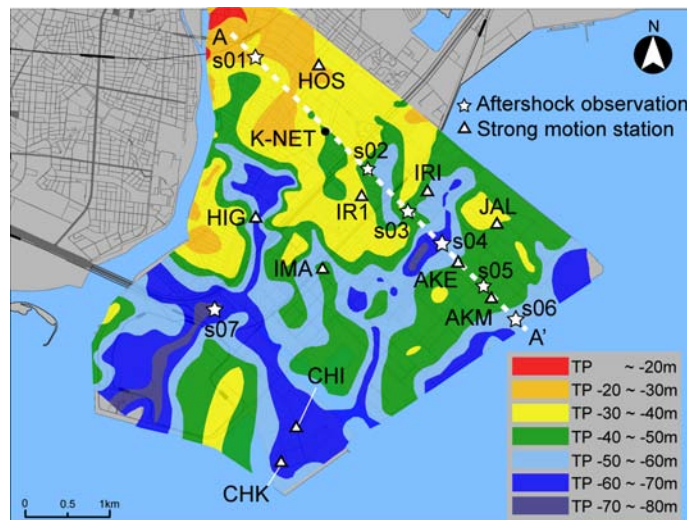 N
A
s01
HOS
Aftershock observation
Strong motion station
K-NET
s02
IRI
IR1
JAL
HIG
s03
s04
IMA
AKE
s05
AKM
s06
s07
A'
CHI
CHK
TP ~ -20m
TP -20 ~ -30m
TP -30 ~ -40m
TP -40 ~ -50m
TP -50 ~ -60m
TP -60 ~ -70m
TP -70 ~ -80m
0 0.5 1km